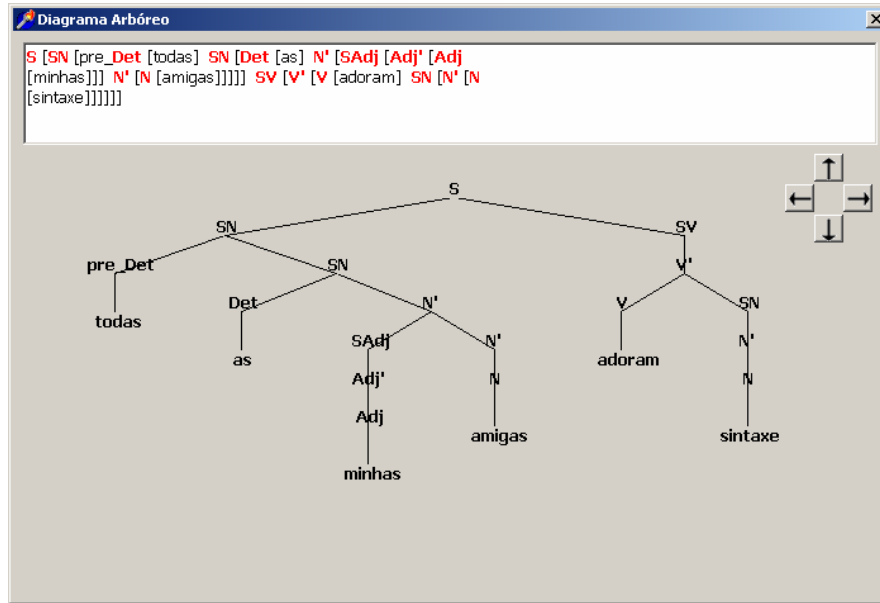 Diagrama Arbóreo
S [SN [pre_Det [todas] SN [Det [as] N' [SAdj [Adj' [Adj
[minhas]]] N' [N [amigas]]]]] SV [V' [V [adoram] SN [N' [N
[sintaxe]]]]]]
S
SN SV
pre_Det SN V'
Det N' V SN
todas
SAdj N' N'
as adoram
Adj' N N
Adj
amigas sintaxe
minhas